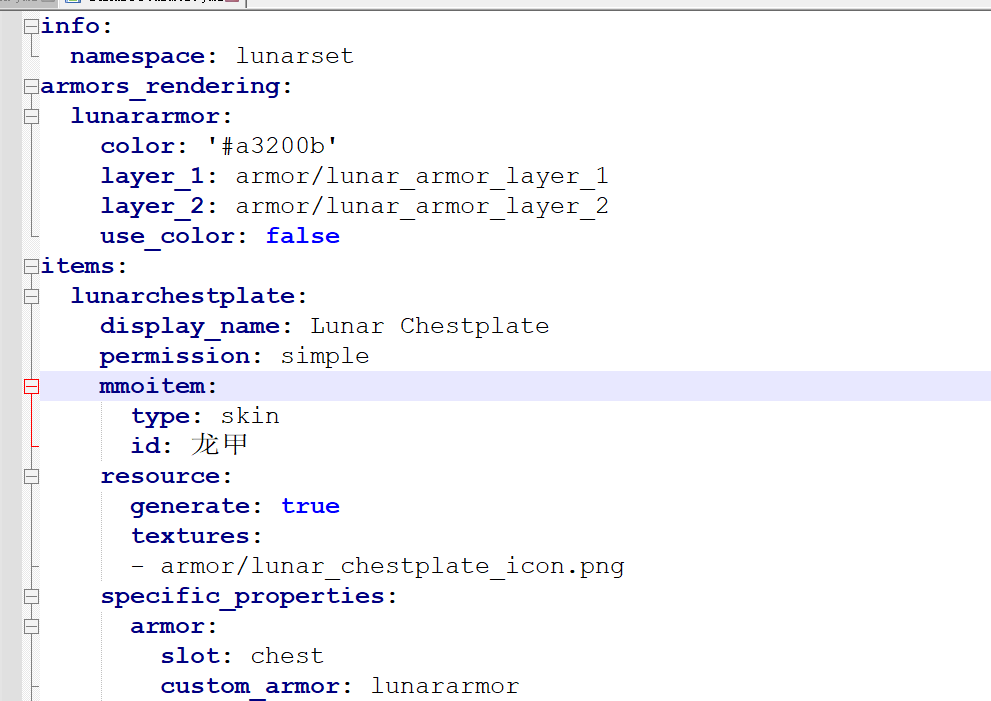 info:
  namespace: lunarset
armors_rendering:
  lunararmor:
    color: '#a3200b'
    layer_1: armor/lunar_armor_layer_1
    layer_2: armor/lunar_armor_layer_2
    use_color: false
items:
  lunarchestplate:
    display_name: Lunar Chestplate
    permission: simple
    mmoitem:
      type: skin
      id: 龙甲
    resource:
      generate: true
      textures:
      - armor/lunar_chestplate_icon.png
    specific_properties:
      armor:
        slot: chest
        custom_armor: lunararmor